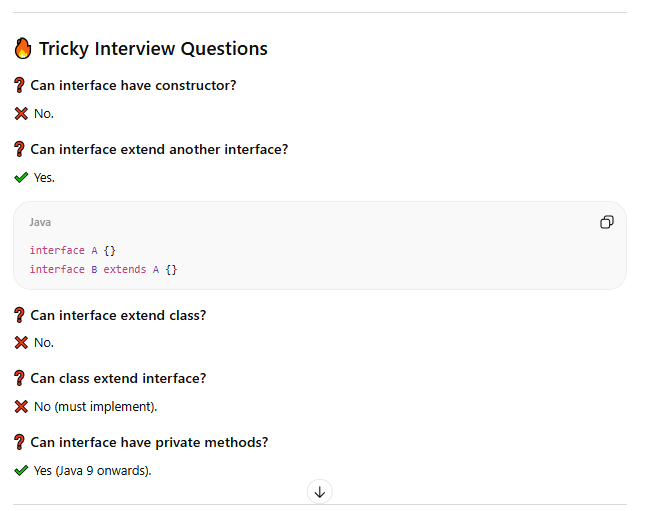 🔥 Tricky Interview Questions
❓ Can interface have constructor?
❌ No.
❓ Can interface extend another interface?
✔ Yes.
Java
interface A {}
interface B extends A {}
❓ Can interface extend class?
❌ No.
❓ Can class extend interface?
❌ No (must implement).
❓ Can interface have private methods?
✔ Yes (Java 9 onwards).